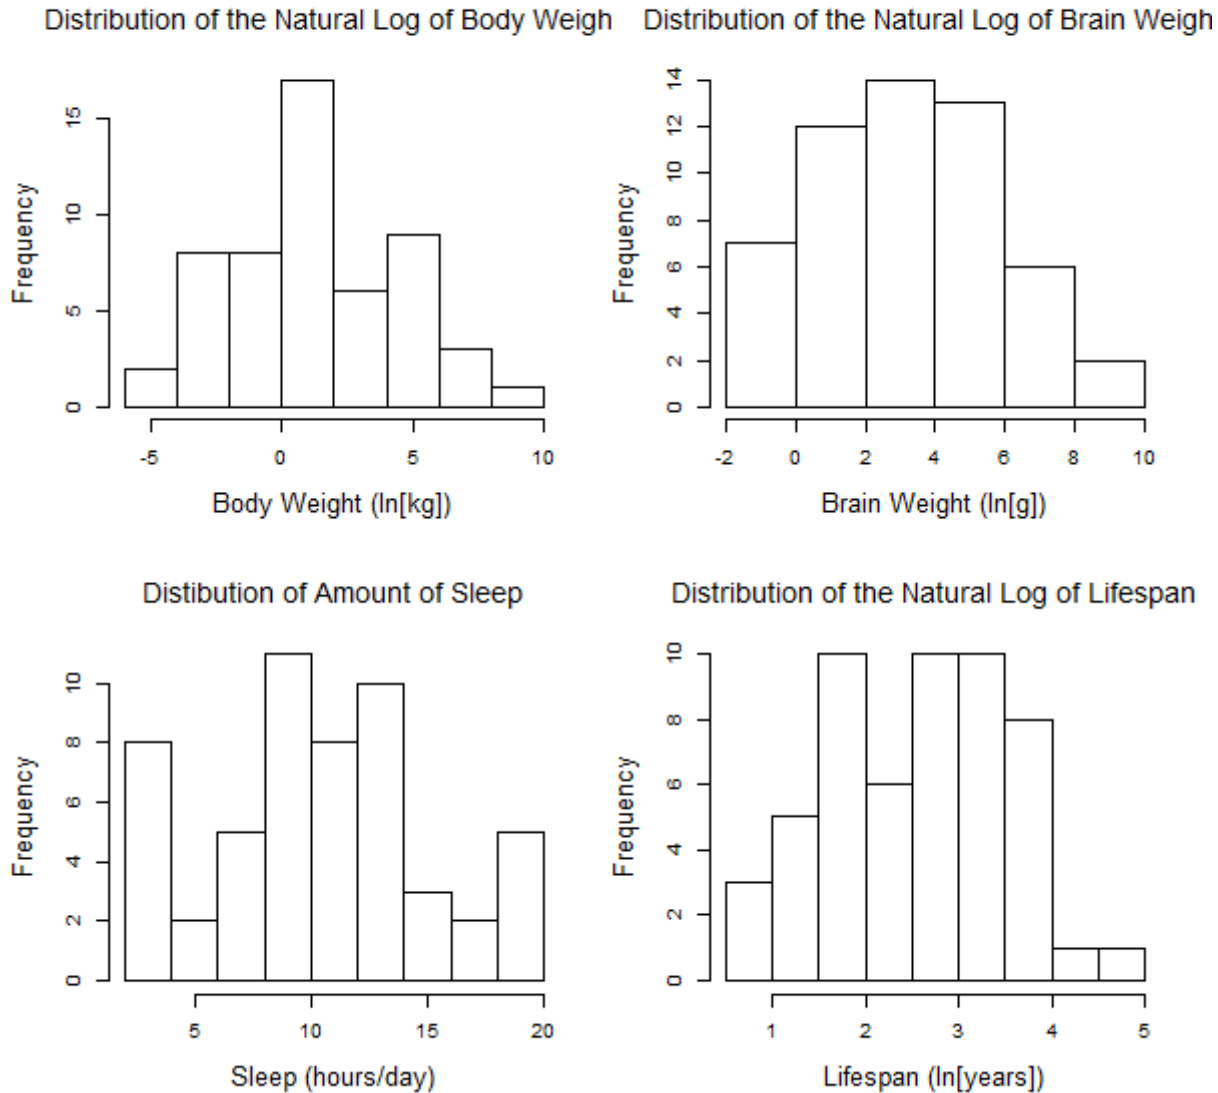 Distribution of the Natural Log of Body Weigh
Frequency
15
10
5
0
-5 0 5 10
Body Weight (ln[kg])
Distribution of the Natural Log of Brain Weigh
Frequency
14
12
10
8
6
4
2
0
-2 0 2 4 6 8 10
Brain Weight (ln[g])
Distibution of Amount of Sleep
Frequency
10
8
6
4
2
0
5 10 15 20
Sleep (hours/day)
Distribution of the Natural Log of Lifespan
Frequency
10
8
6
4
2
0
1 2 3 4 5
Lifespan (ln[years])